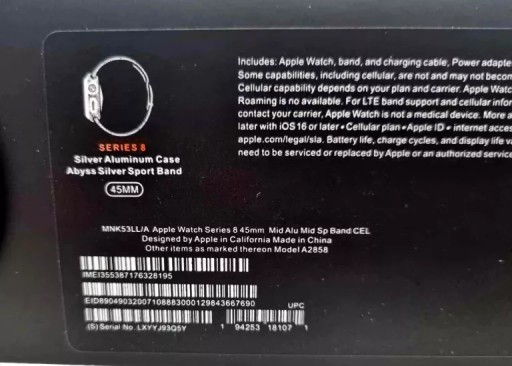 Includes: Apple Watch, band, and charging cable, Power adapte
Some capabilities, including cellular, are not and may not becom
Cellular capability depends on your plan and carrier. Apple Watc
Roaming is no available. For LTE band support and cellular infor
contact your carrier, Apple Watch is not a medical device. More a
later with iOS 16 or later • Cellular plan • Apple ID • internet acces
apple.com/legal/sla. Battery life, charge cycles, and display life v
need to be serviced or replaced by Apple or an authorized service
SERIES 8
Silver Aluminum Case
Abyss Silver Sport Band
45MM
MNK53LL/A Apple Watch Series 8 45mm Mid Alu Mid Sp Band CEL
Designed by Apple in California Made in China
Other items as marked thereon Model A2858
IMEI355387176328195
EID89049032007108883000129843667690
UPC
(S) Serial No. LXYYJ93Q5Y
1 94253 18107 1